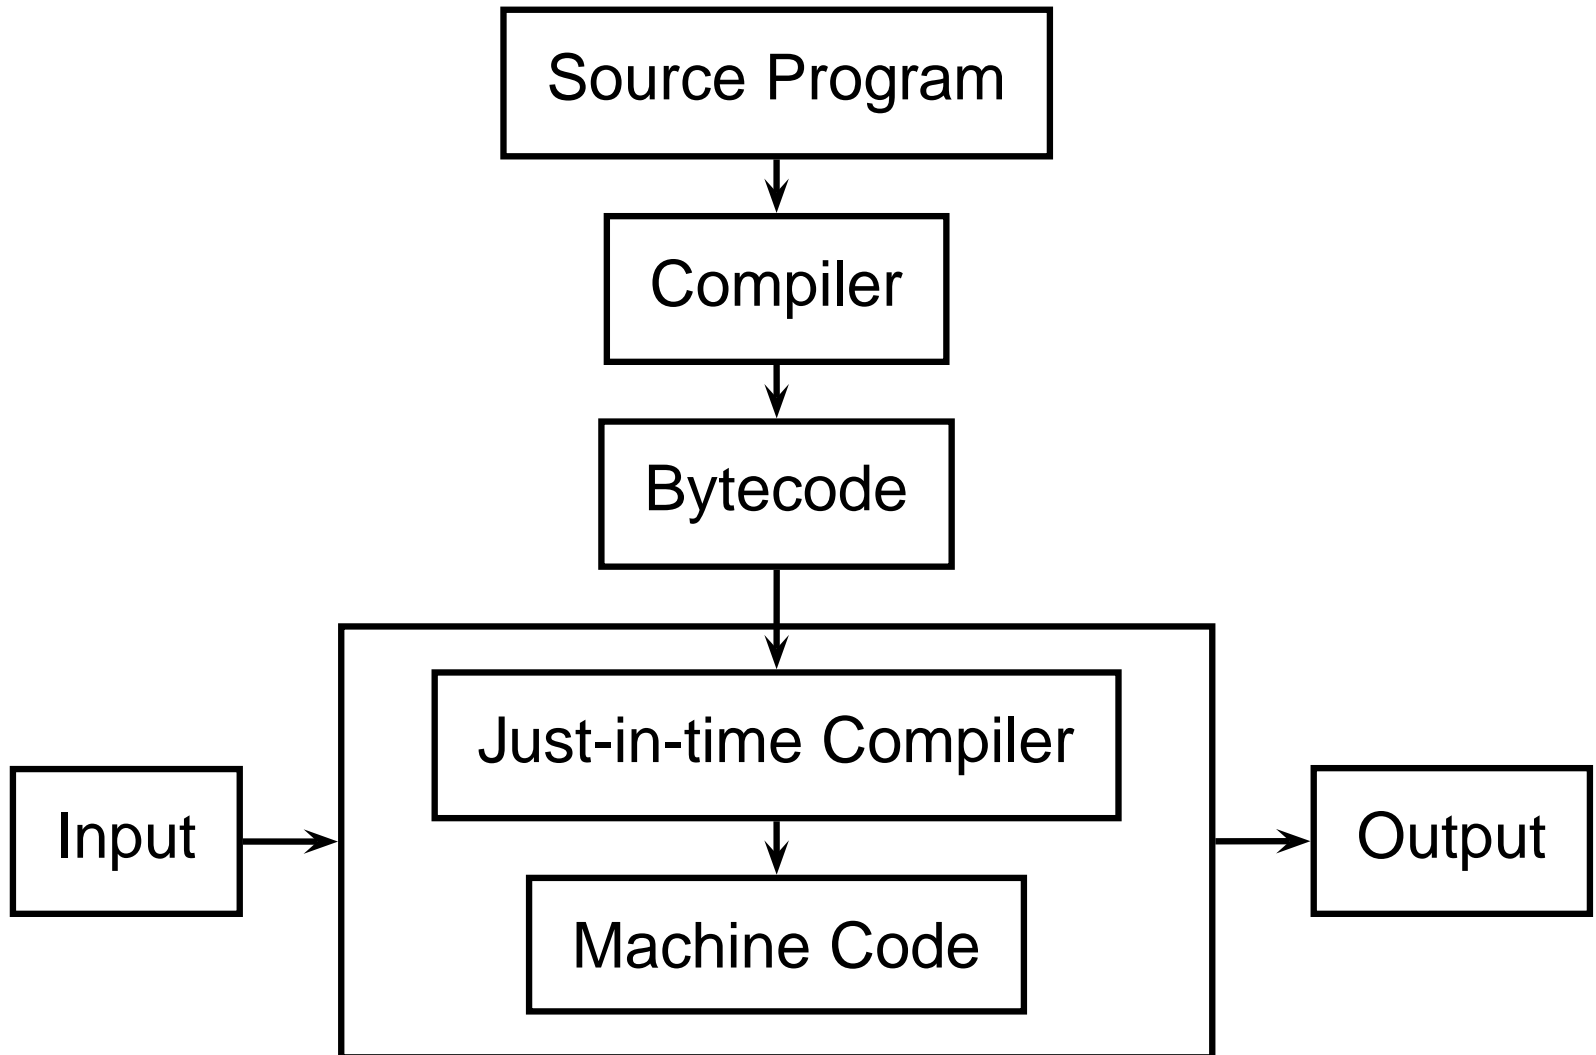 Source Program
Compiler
Bytecode
Just-in-time Compiler
Input
Output
Machine Code